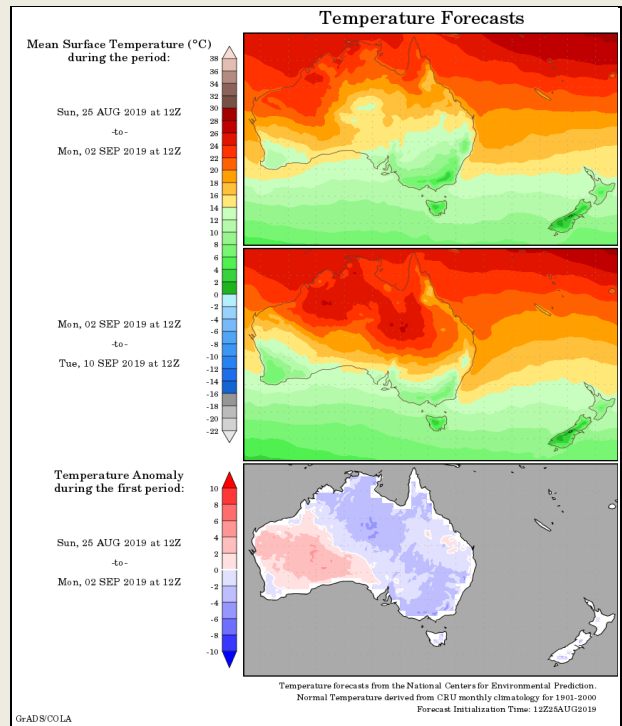 Temperature Forecasts
Mean Surface Temperature (°C)
during the period:
38
36
34
32
30
28
26
24
22
20
18
16
14
12
10
8
6
4
2
0
-2
-4
-6
-8
-10
-12
-14
-16
-18
-20
-22
Sun, 25 AUG 2019 at 12Z
-to-
Mon, 02 SEP 2019 at 12Z
Mon, 02 SEP 2019 at 12Z
-to-
Tue, 10 SEP 2019 at 12Z
Temperature Anomaly
during the first period:
10
8
6
4
2
0
-2
-4
-6
-8
-10
Sun, 25 AUG 2019 at 12Z
-to-
Mon, 02 SEP 2019 at 12Z
Temperature forecasts from the National Centers for Environmental Prediction.
Normal Temperature derived from CRU monthly climatology for 1901-2000
Forecast Initialization Time: 12Z25AUG2019
GrADS/COLA